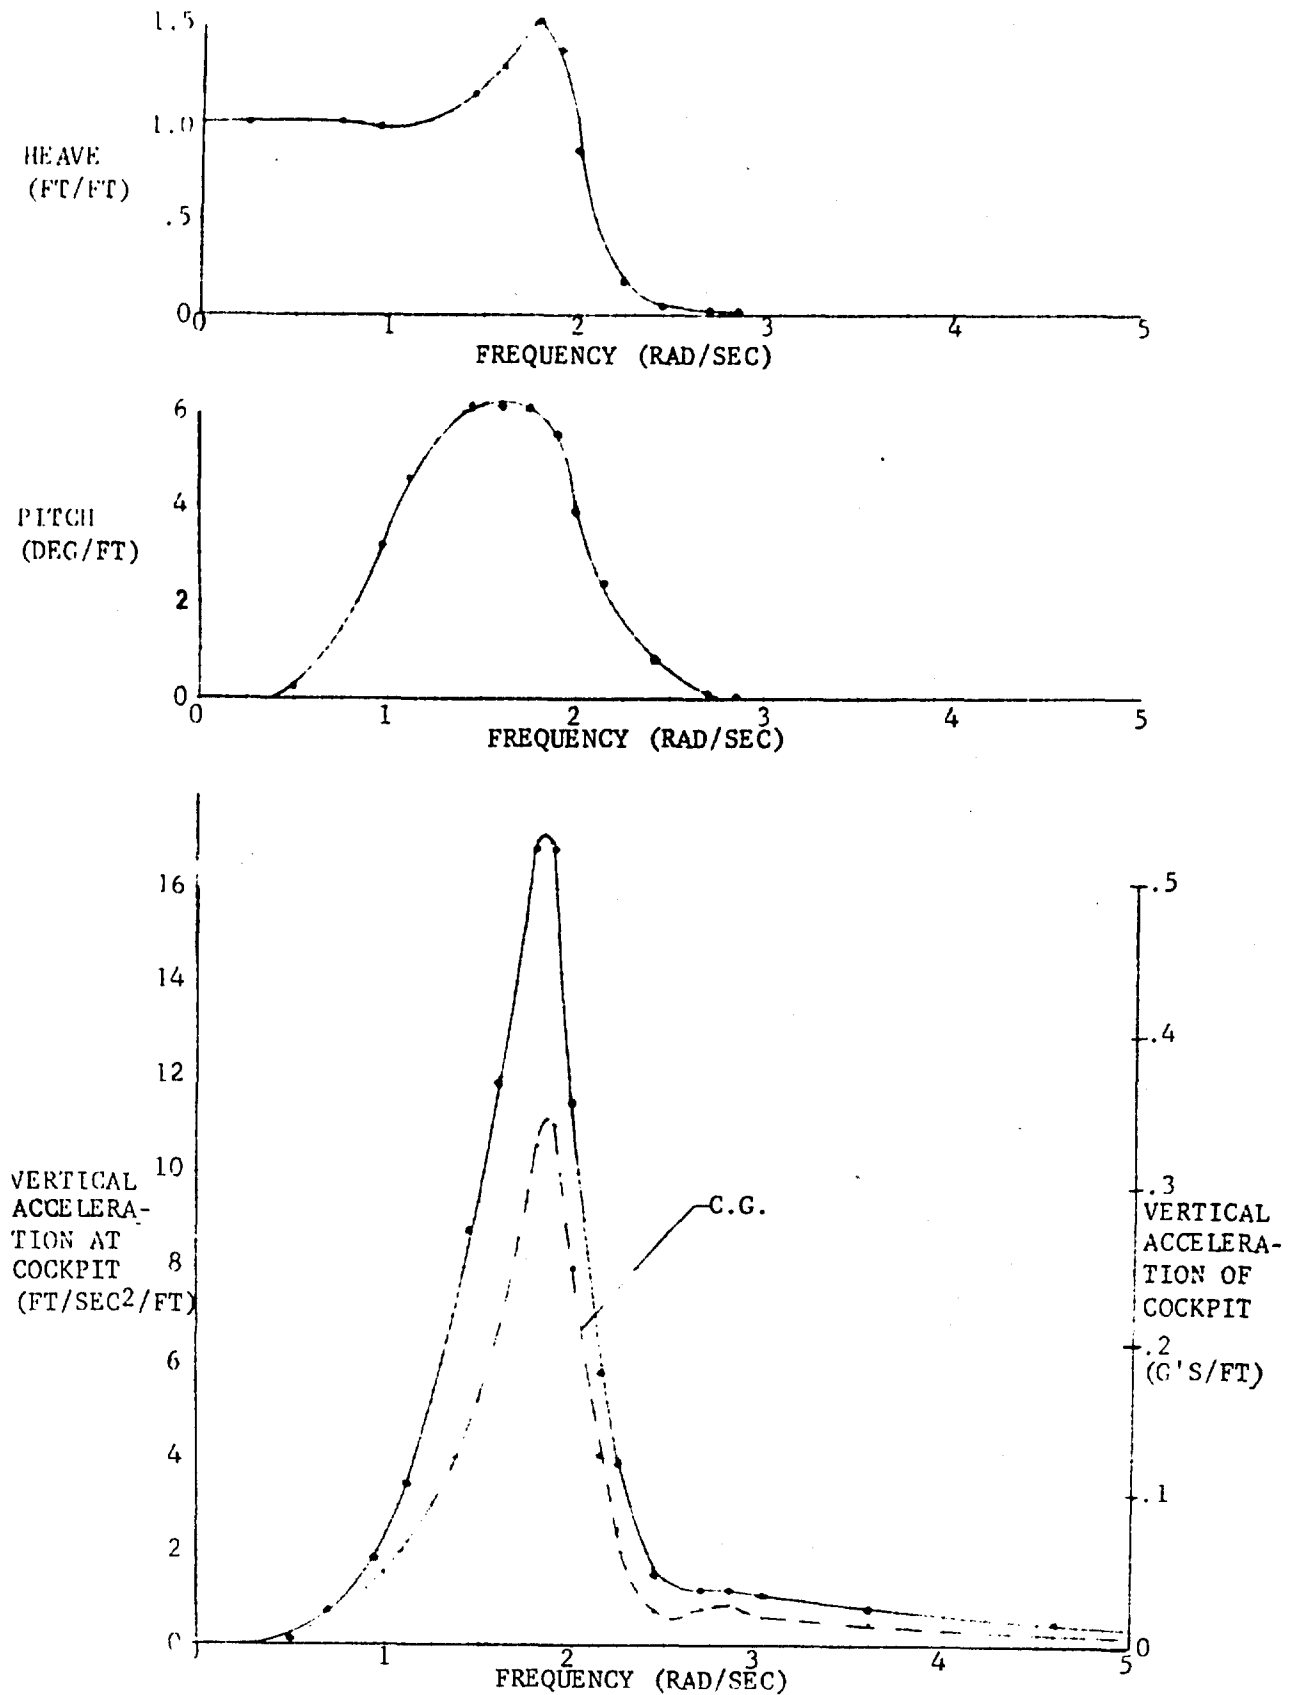 1.5
1.0
HEAVE
(FT/FT)
.5
0
0 1 2 3 4 5
FREQUENCY (RAD/SEC)
6
4
PITCH
(DEG/FT)
2
0
0 1 2 3 4 5
FREQUENCY (RAD/SEC)
16
14
12
10
VERTICAL
ACCELERA-
TION AT
COCKPIT
(FT/SEC2/FT)
8
6
4
2
0
C.G.
.5
.4
.3
VERTICAL
ACCELERA-
TION OF
COCKPIT
.2
(G'S/FT)
.1
0
1 2 3 4 5
FREQUENCY (RAD/SEC)